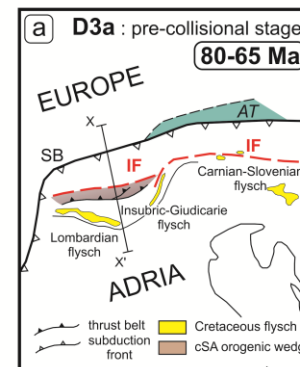 a D3a : pre-collisional stage
80-65 Ma
EUROPE
X
AT
SB
IF
IF
Carnian-Slovenian
flysch
Insubric-Giudicarie
flysch
Lombardian
flysch
X'
ADRIA
thrust belt
subduction
front
Cretaceous flysch
cSA orogenic wedg